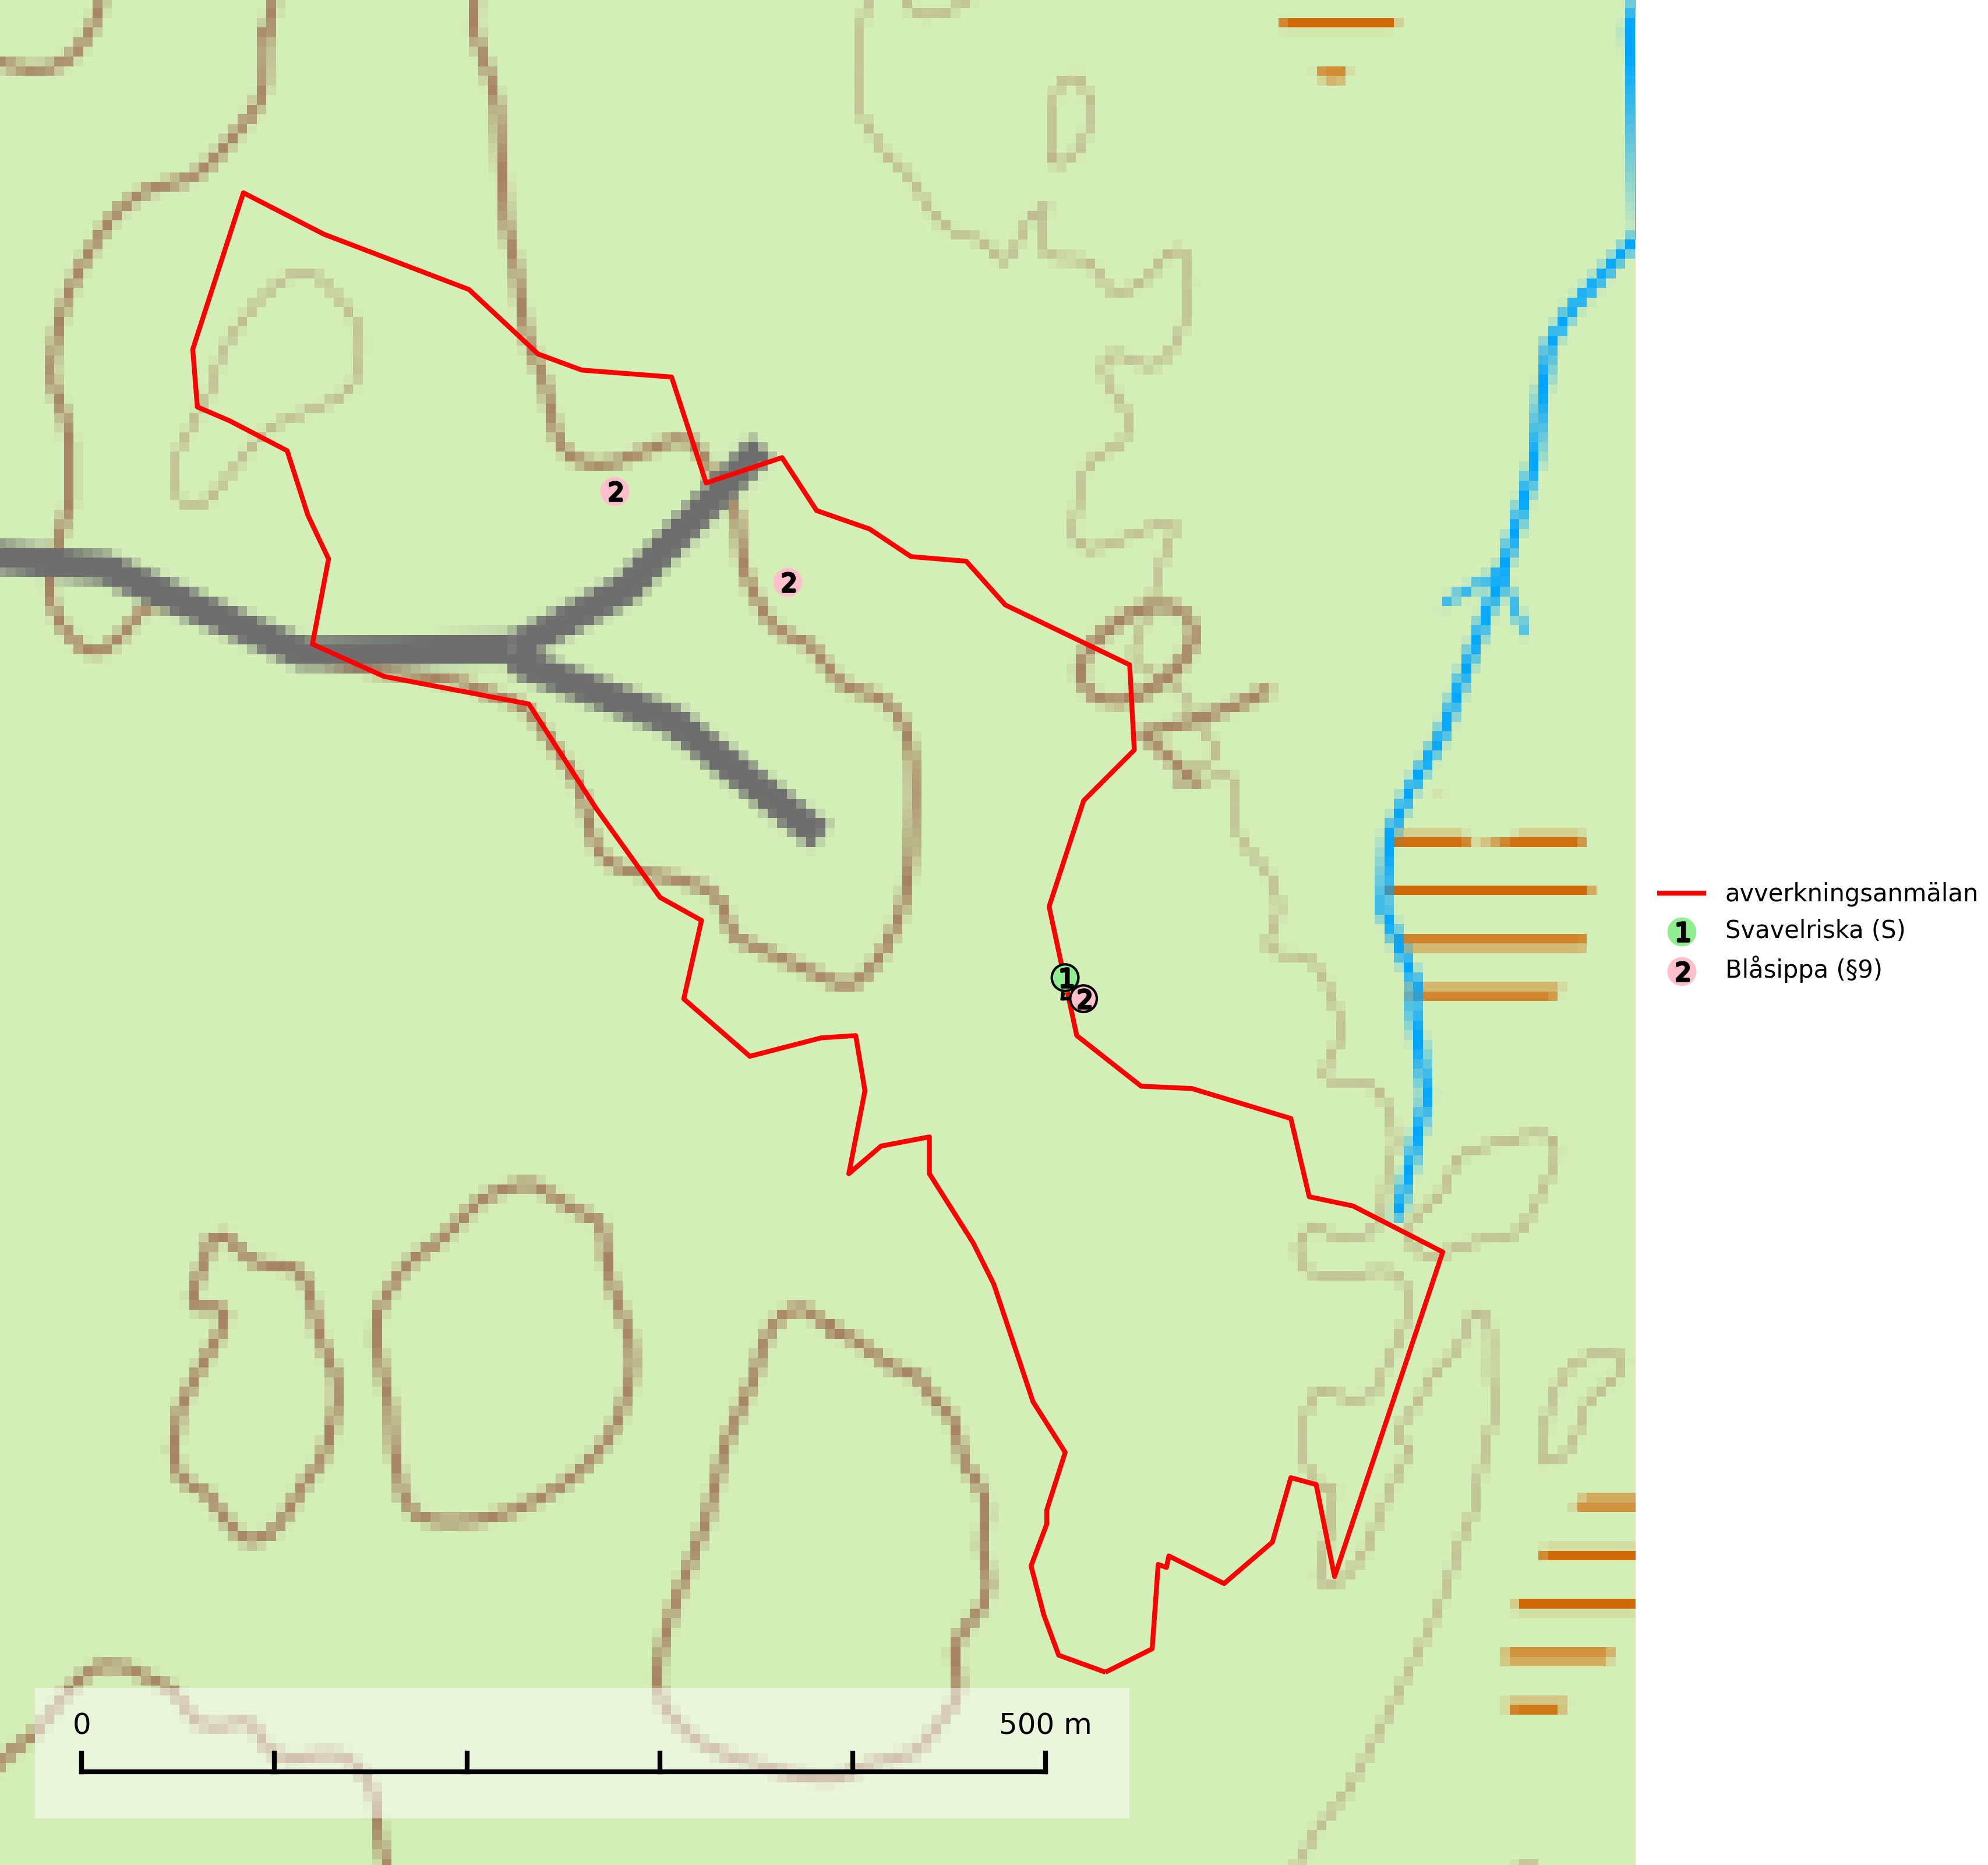 2
2
1
2
avverkningsanmälan
1 Svavelriska (S)
2 Blåsippa (§9)
0 500 m